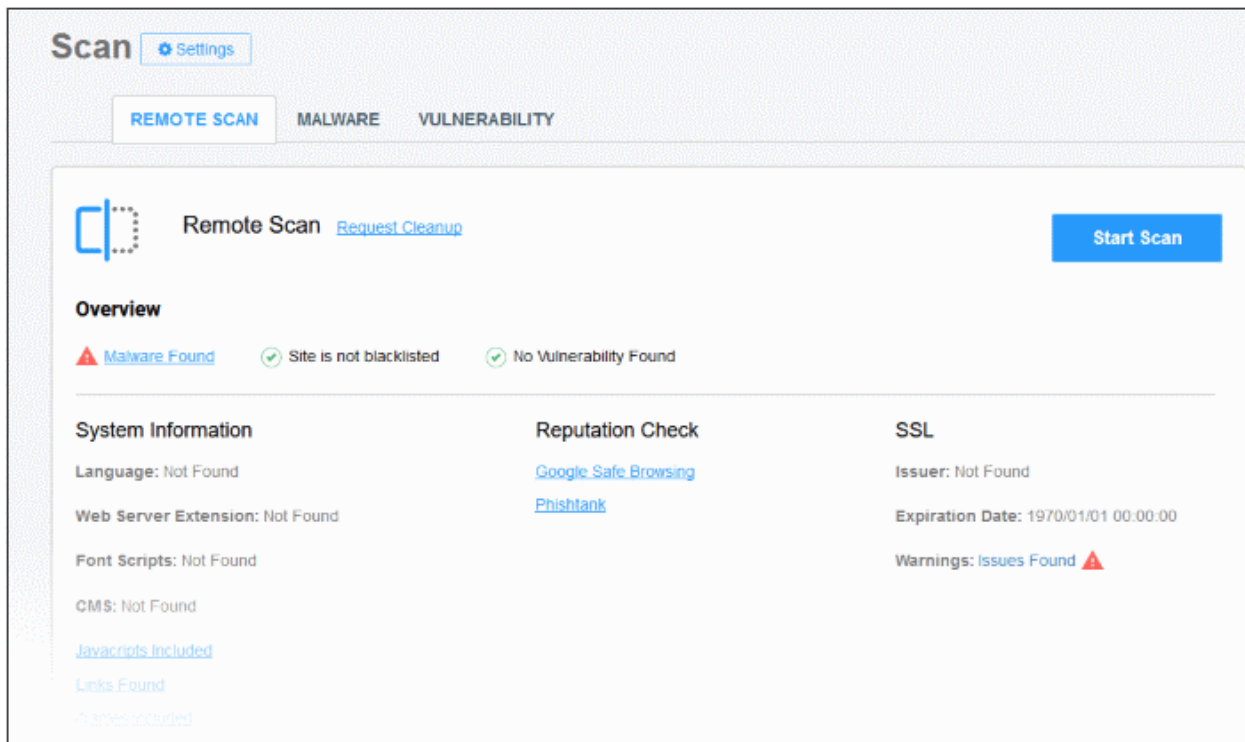 Scan Settings
REMOTE SCAN MALWARE VULNERABILITY
Remote Scan Request Cleanup Start Scan
Overview
Malware Found Site is not blacklisted No Vulnerability Found
System Information Reputation Check SSL
Language: Not Found Google Safe Browsing Issuer: Not Found
Web Server Extension: Not Found Phishtank Expiration Date: 1970/01/01 00:00:00
Font Scripts: Not Found Warnings: Issues Found
CMS: Not Found
Javacripts Included
Links Found
included